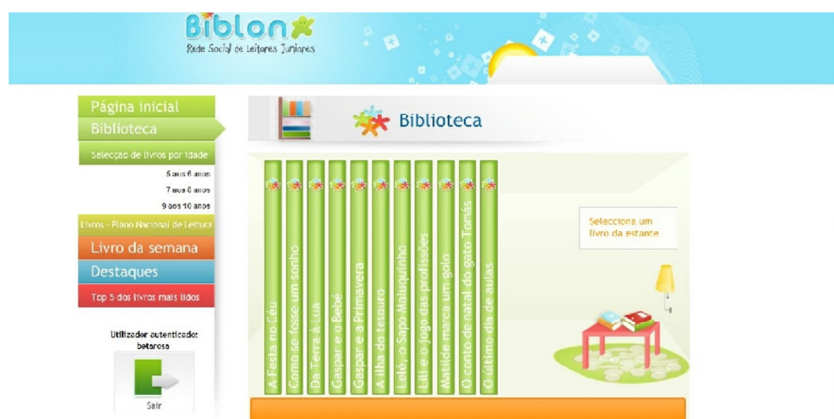 Biblon
Rede Social de Leitores Juniores
Página inicial
Biblioteca
Selecção de livros por idade
5 aos 6 anos
7 aos 8 anos
9 aos 10 anos
Livros - Plano Nacional de Leitura
Livro da semana
Destaques
Top 5 dos livros mais lidos
Utilizador autenticado:
betarosa
Sair
Biblioteca
A Festa no Céu
Como se fosse um sonho
Da Terra à Lua
Gaspar e o Bebé
Gaspar e a Primavera
A ilha do tesouro
Lelé, o Sapo Maluquinho
Lili e o jogo das profissões
Matilde marca um golo
O conto de natal do gato Tomás
O último dia de aulas
Selecciona um
livro da estante